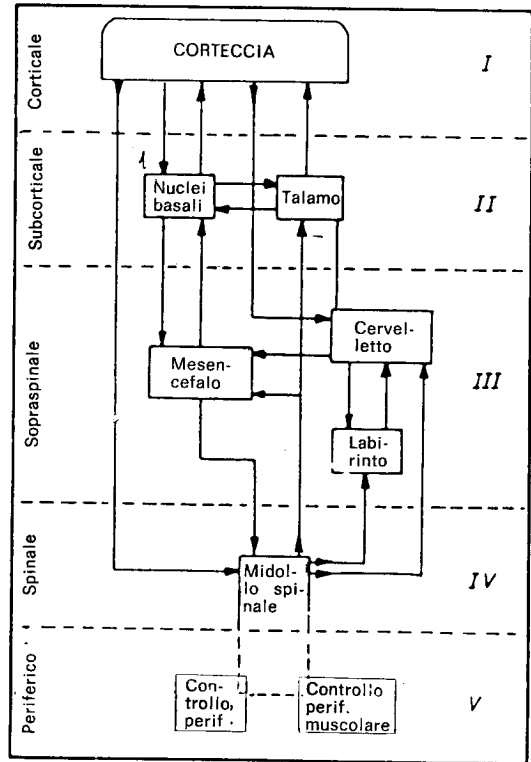 Corticale
CORTECCIA
I
Subcorticale
1
Nuclei
basali
Talamo
II
Sopraspinale
Cervel-
letto
Mesen-
cefalo
III
Labi-
rinto
Spinale
Midol-
lo spi-
nale
IV
Periferico
Con-
trollo,
perif.
Controllo
perif.
muscolare
V